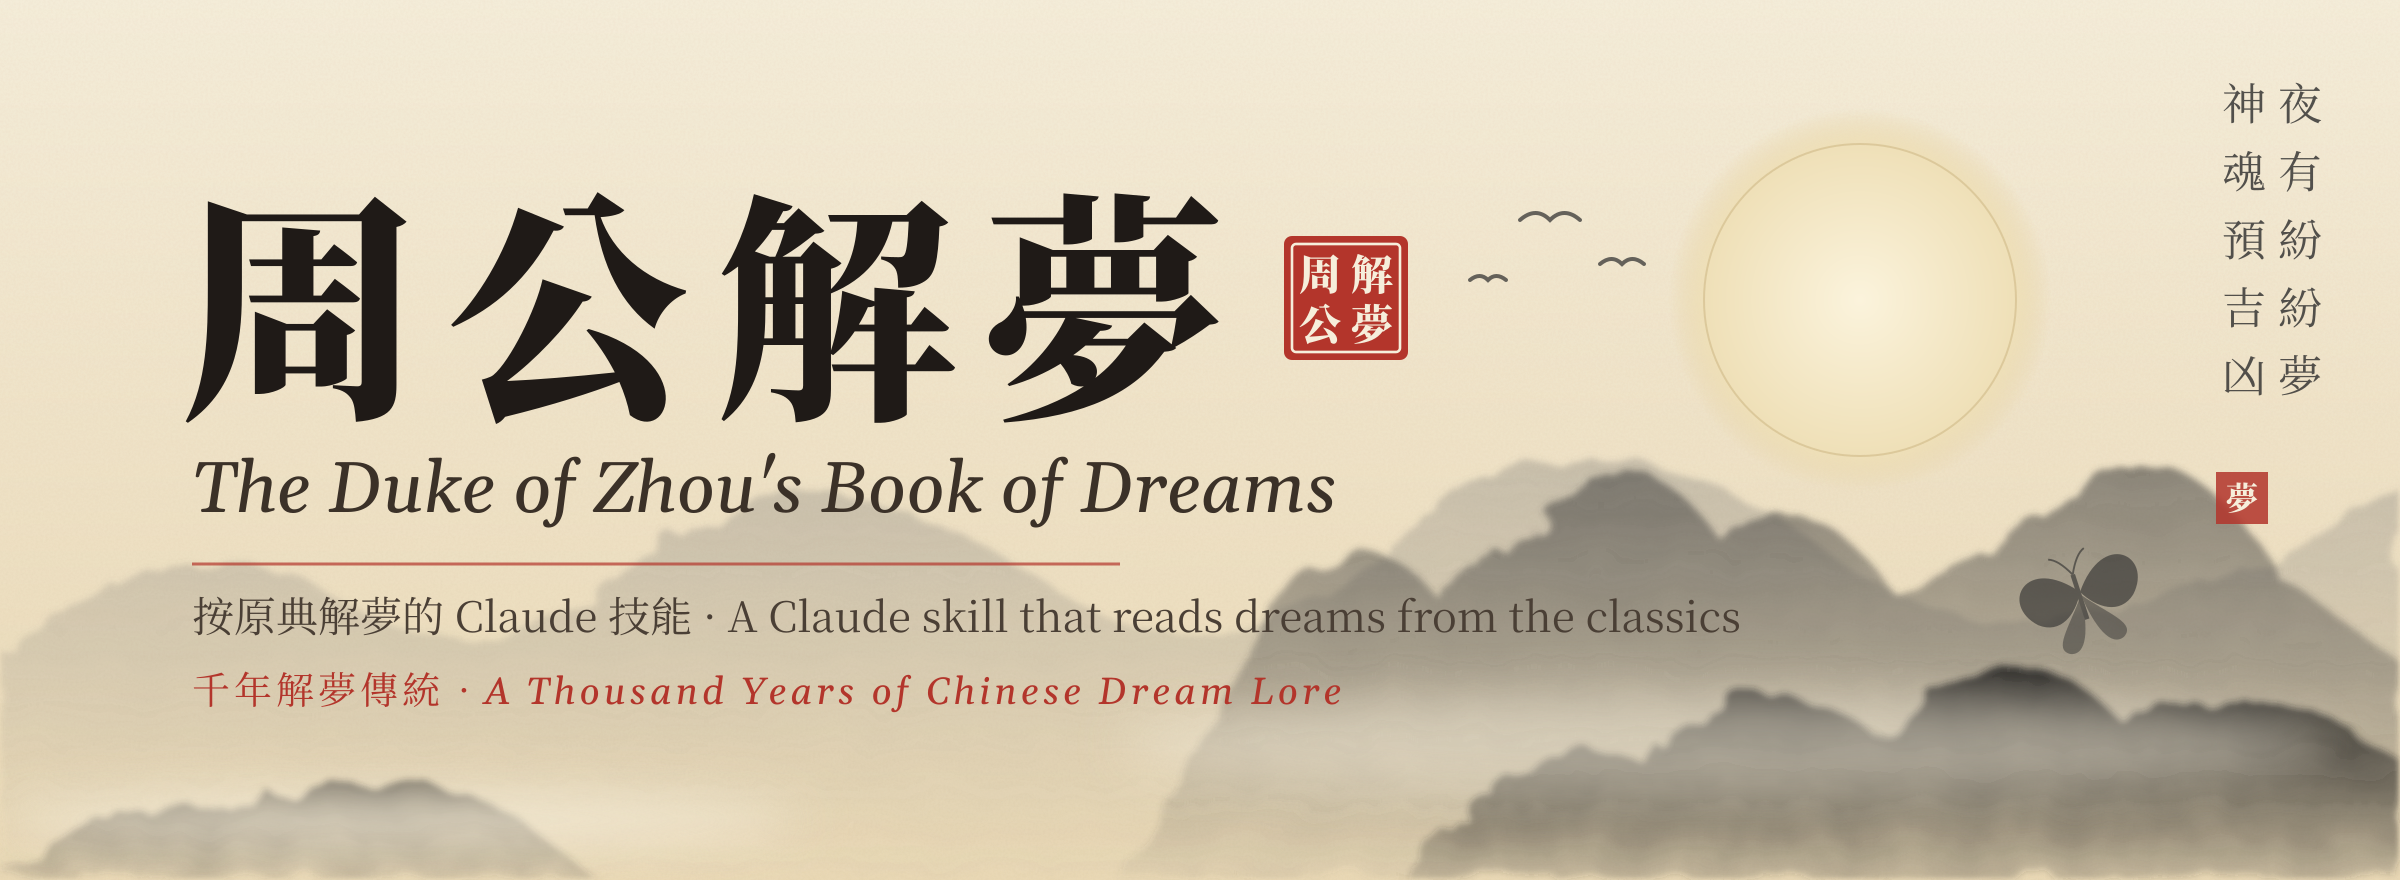 周公解夢
周解
公夢
The Duke of Zhou's Book of Dreams
按原典解夢的 Claude 技能 · A Claude skill that reads dreams from the classics
千年解夢傳統 · A Thousand Years of Chinese Dream Lore
夜有紛紛夢
神魂預吉凶
夢